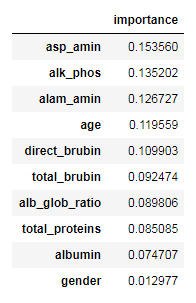 importance
asp_amin 0.153560
alk_phos 0.135202
alam_amin 0.126727
age 0.119559
direct_brubin 0.109903
total_brubin 0.092474
alb_glob_ratio 0.089806
total_proteins 0.085085
albumin 0.074707
gender 0.012977